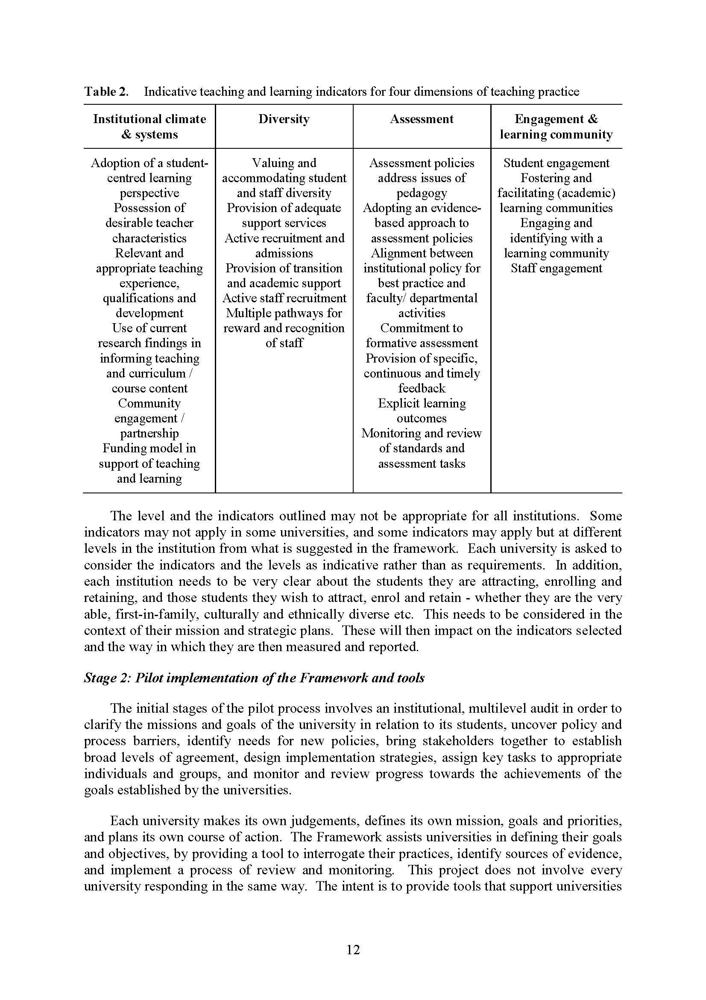 Table 2. Indicative teaching and learning indicators for four dimensions of teaching practice
Institutional climate
& systems
Diversity
Assessment
Engagement &
learning community
Adoption of a student-
centred learning
perspective
Possession of
desirable teacher
characteristics
Relevant and
appropriate teaching
experience,
qualifications and
development
Use of current
research findings in
informing teaching
and curriculum /
course content
Community
engagement /
partnership
Funding model in
support of teaching
and learning
Valuing and
accommodating student
and staff diversity
Provision of adequate
support services
Active recruitment and
admissions
Provision of transition
and academic support
Active staff recruitment
Multiple pathways for
reward and recognition
of staff
Assessment policies
address issues of
pedagogy
Adopting an evidence-
based approach to
assessment policies
Alignment between
institutional policy for
best practice and
faculty/ departmental
activities
Commitment to
formative assessment
Provision of specific,
continuous and timely
feedback
Explicit learning
outcomes
Monitoring and review
of standards and
assessment tasks
Student engagement
Fostering and
facilitating (academic)
learning communities
Engaging and
identifying with a
learning community
Staff engagement
The level and the indicators outlined may not be appropriate for all institutions. Some
indicators may not apply in some universities, and some indicators may apply but at different
levels in the institution from what is suggested in the framework. Each university is asked to
consider the indicators and the levels as indicative rather than as requirements. In addition,
each institution needs to be very clear about the students they are attracting, enrolling and
retaining, and those students they wish to attract, enrol and retain - whether they are the very
able, first-in-family, culturally and ethnically diverse etc. This needs to be considered in the
context of their mission and strategic plans. These will then impact on the indicators selected
and the way in which they are then measured and reported.
Stage 2: Pilot implementation of the Framework and tools
The initial stages of the pilot process involves an institutional, multilevel audit in order to
clarify the missions and goals of the university in relation to its students, uncover policy and
process barriers, identify needs for new policies, bring stakeholders together to establish
broad levels of agreement, design implementation strategies, assign key tasks to appropriate
individuals and groups, and monitor and review progress towards the achievements of the
goals established by the universities.
Each university makes its own judgements, defines its own mission, goals and priorities,
and plans its own course of action. The Framework assists universities in defining their goals
and objectives, by providing a tool to interrogate their practices, identify sources of evidence,
and implement a process of review and monitoring. This project does not involve every
university responding in the same way. The intent is to provide tools that support universities
12